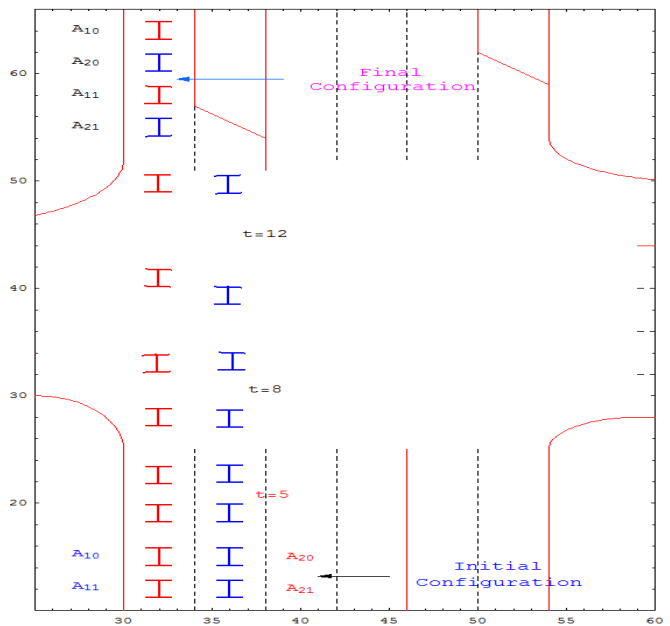 A10
A20
A11
A21
60
Final
Configuration
50
t=12
40
t=8
30
20
t=5
A10
A20
Initial
A11
A21
Configuration
30
35
40
45
50
55
60